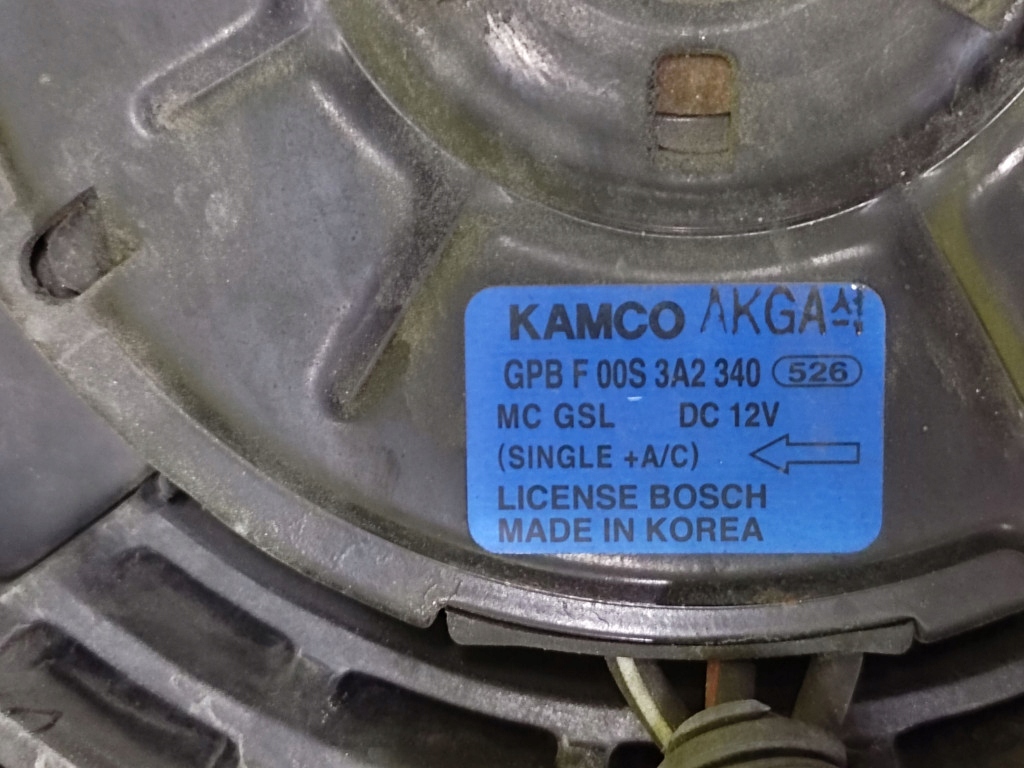 KAMCO AKGA석
GPB F 00S 3A2 340 526
MC GSL DC 12V
(SINGLE +A/C)
LICENSE BOSCH
MADE IN KOREA